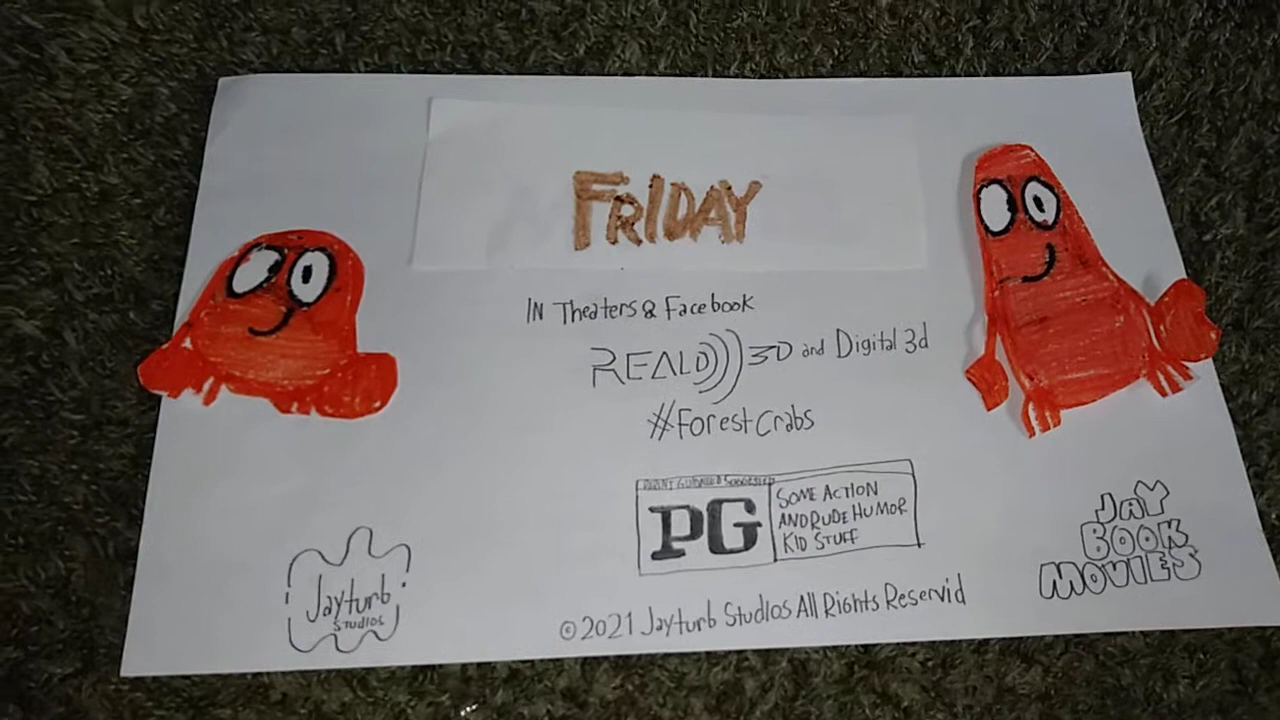 FRIDAY
IN Theaters & Facebook
REALD 3D and Digital 3d
#ForestCrabs
PG
SOME ACTION
AND RUDE HUMOR
KID STUFF
Jayturb
STUDIOS
JAY
BOOK
MOVIES
©2021 Jayturb Studios All Rights Reservid